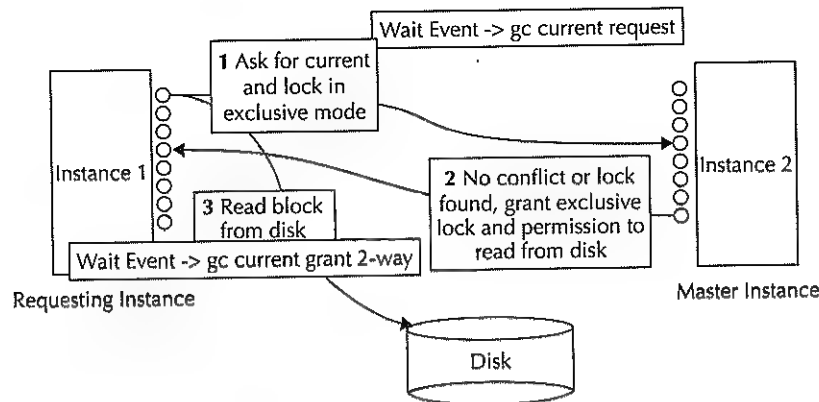 Wait Event -> gc current request
1 Ask for current
and lock in
exclusive mode
Instance 1
Instance 2
2 No conflict or lock
found, grant exclusive
lock and permission to
read from disk
3 Read block
from disk
Wait Event -> gc current grant 2-way
Requesting Instance
Master Instance
Disk